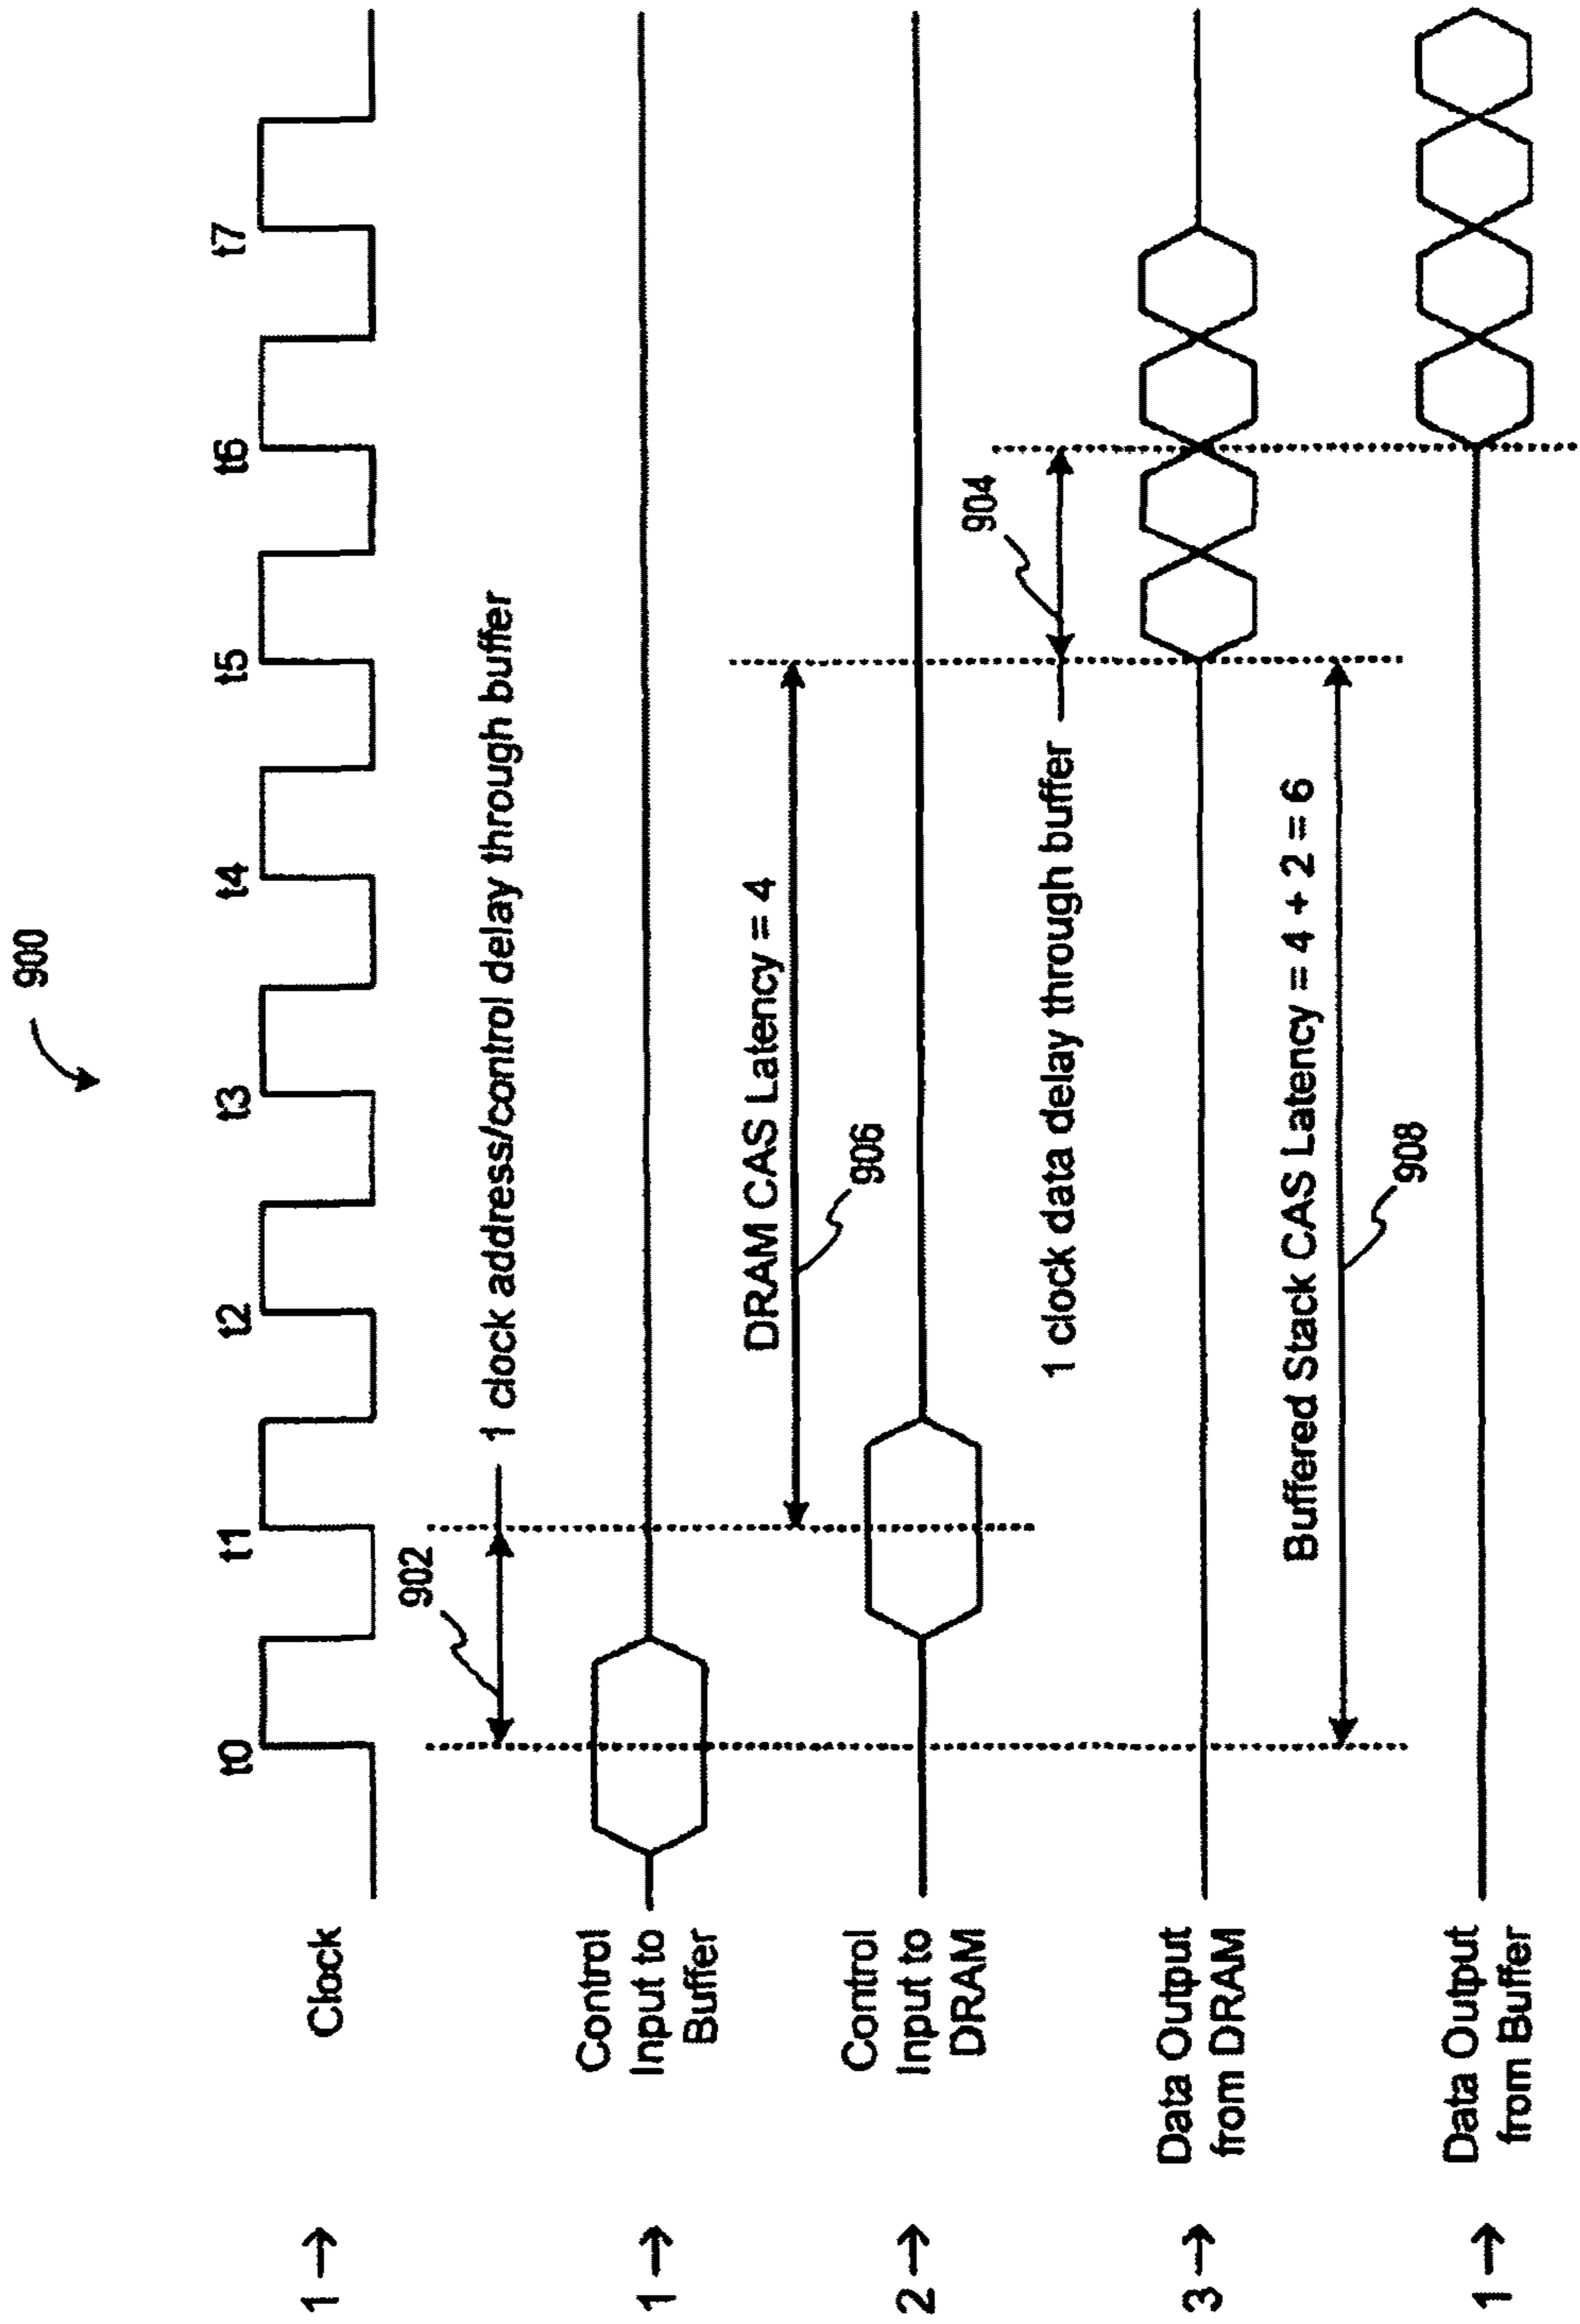 900
t0 t1 t2 t3 t4 t5 t6 t7
1→ Clock
902
1 clock address/control delay through buffer
1→ Control
Input to
Buffer
DRAM CAS Latency = 4
906
2→ Control
Input to
DRAM
904
1 clock data delay through buffer
3→ Data Output
from DRAM
Buffered Stack CAS Latency = 4 + 2 = 6
908
1→ Data Output
from Buffer